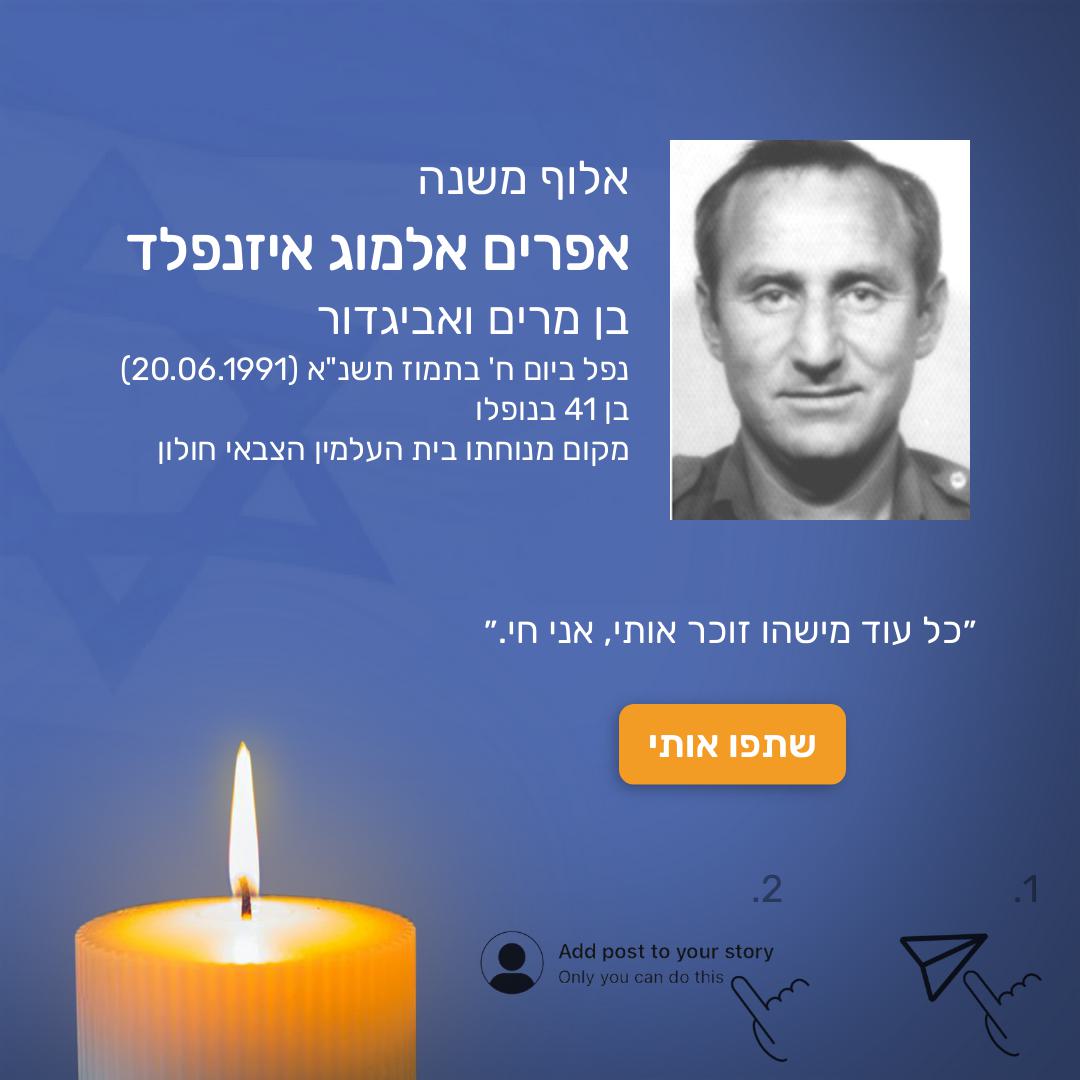 אלוף משנה
אפרים אלמוג איזנפלד
בן מרים ואביגדור
נפל ביום ח' בתמוז תשנ"א (20.06.1991)
בן 41 בנופלו
מקום מנוחתו בית העלמין הצבאי חולון
״כל עוד מישהו זוכר אותי, אני חי.״
שתפו אותי
1.
2.
Add post to your story
Only you can do this